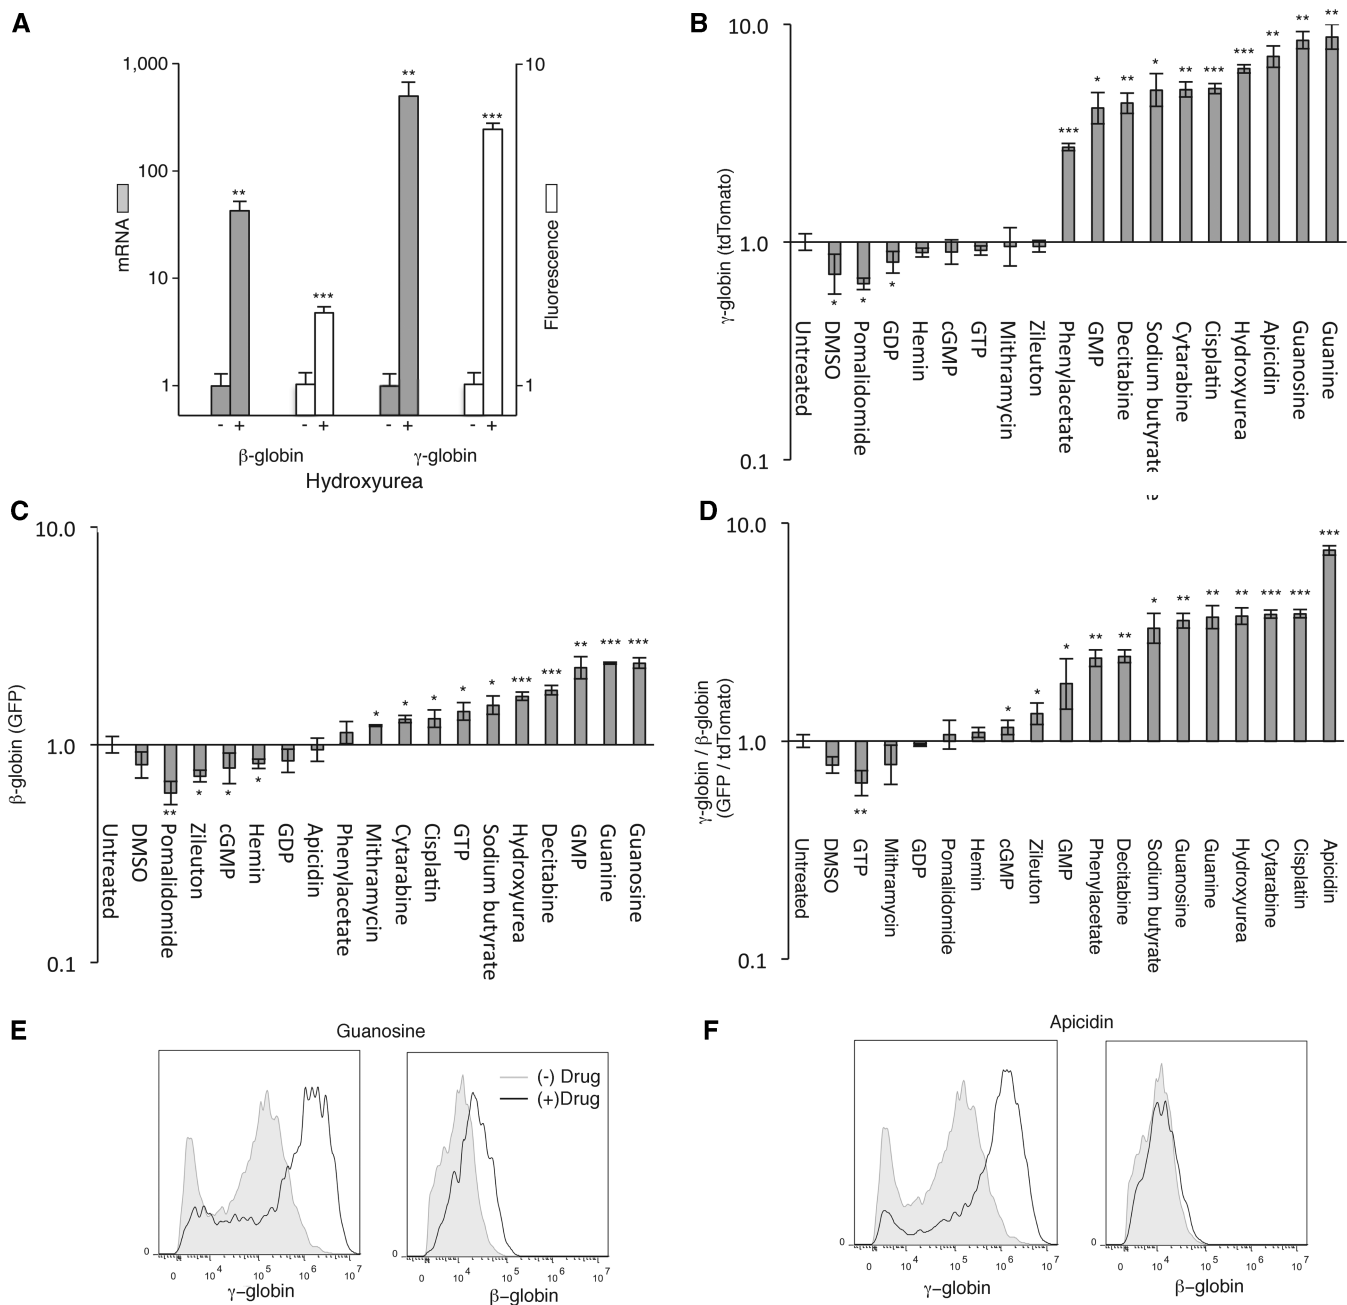 A
1,000
100
10
1
mRNA
10
1
Fluorescence
**
***
**
***
- + - + - + - +
β-globin γ-globin
Hydroxyurea
B
10.0
1.0
0.1
γ-globin (tdTomato)
* * * *** * ** * ** *** *** ** ** **
Untreated
DMSO
Pomalidomide
GDP
Hemin
cGMP
GTP
Mithramycin
Zileuton
Phenylacetate
GMP
Decitabine
Sodium butyrate
Cytarabine
Cisplatin
Hydroxyurea
Apicidin
Guanosine
Guanine
C
10.0
1.0
0.1
β-globin (GFP)
** * * * * * * * * *** *** ** *** ***
Untreated
DMSO
Pomalidomide
Zileuton
cGMP
Hemin
GDP
Apicidin
Phenylacetate
Mithramycin
Cytarabine
Cisplatin
GTP
Sodium butyrate
Hydroxyurea
Decitabine
GMP
Guanine
Guanosine
D
10.0
1.0
0.1
γ-globin / β-globin
(GFP / tdTomato)
** * * * ** ** * ** ** ** *** *** ***
Untreated
DMSO
GTP
Mithramycin
GDP
Pomalidomide
Hemin
cGMP
Zileuton
GMP
Phenylacetate
Decitabine
Sodium butyrate
Guanosine
Guanine
Hydroxyurea
Cytarabine
Cisplatin
Apicidin
E
Guanosine
(-) Drug
(+)Drug
0
0 10⁴ 10⁵ 10⁶ 10⁷
γ–globin
0
0 10⁴ 10⁵ 10⁶ 10⁷
β–globin
F
Apicidin
0
0 10⁴ 10⁵ 10⁶ 10⁷
γ–globin
0
0 10⁴ 10⁵ 10⁶ 10⁷
β–globin